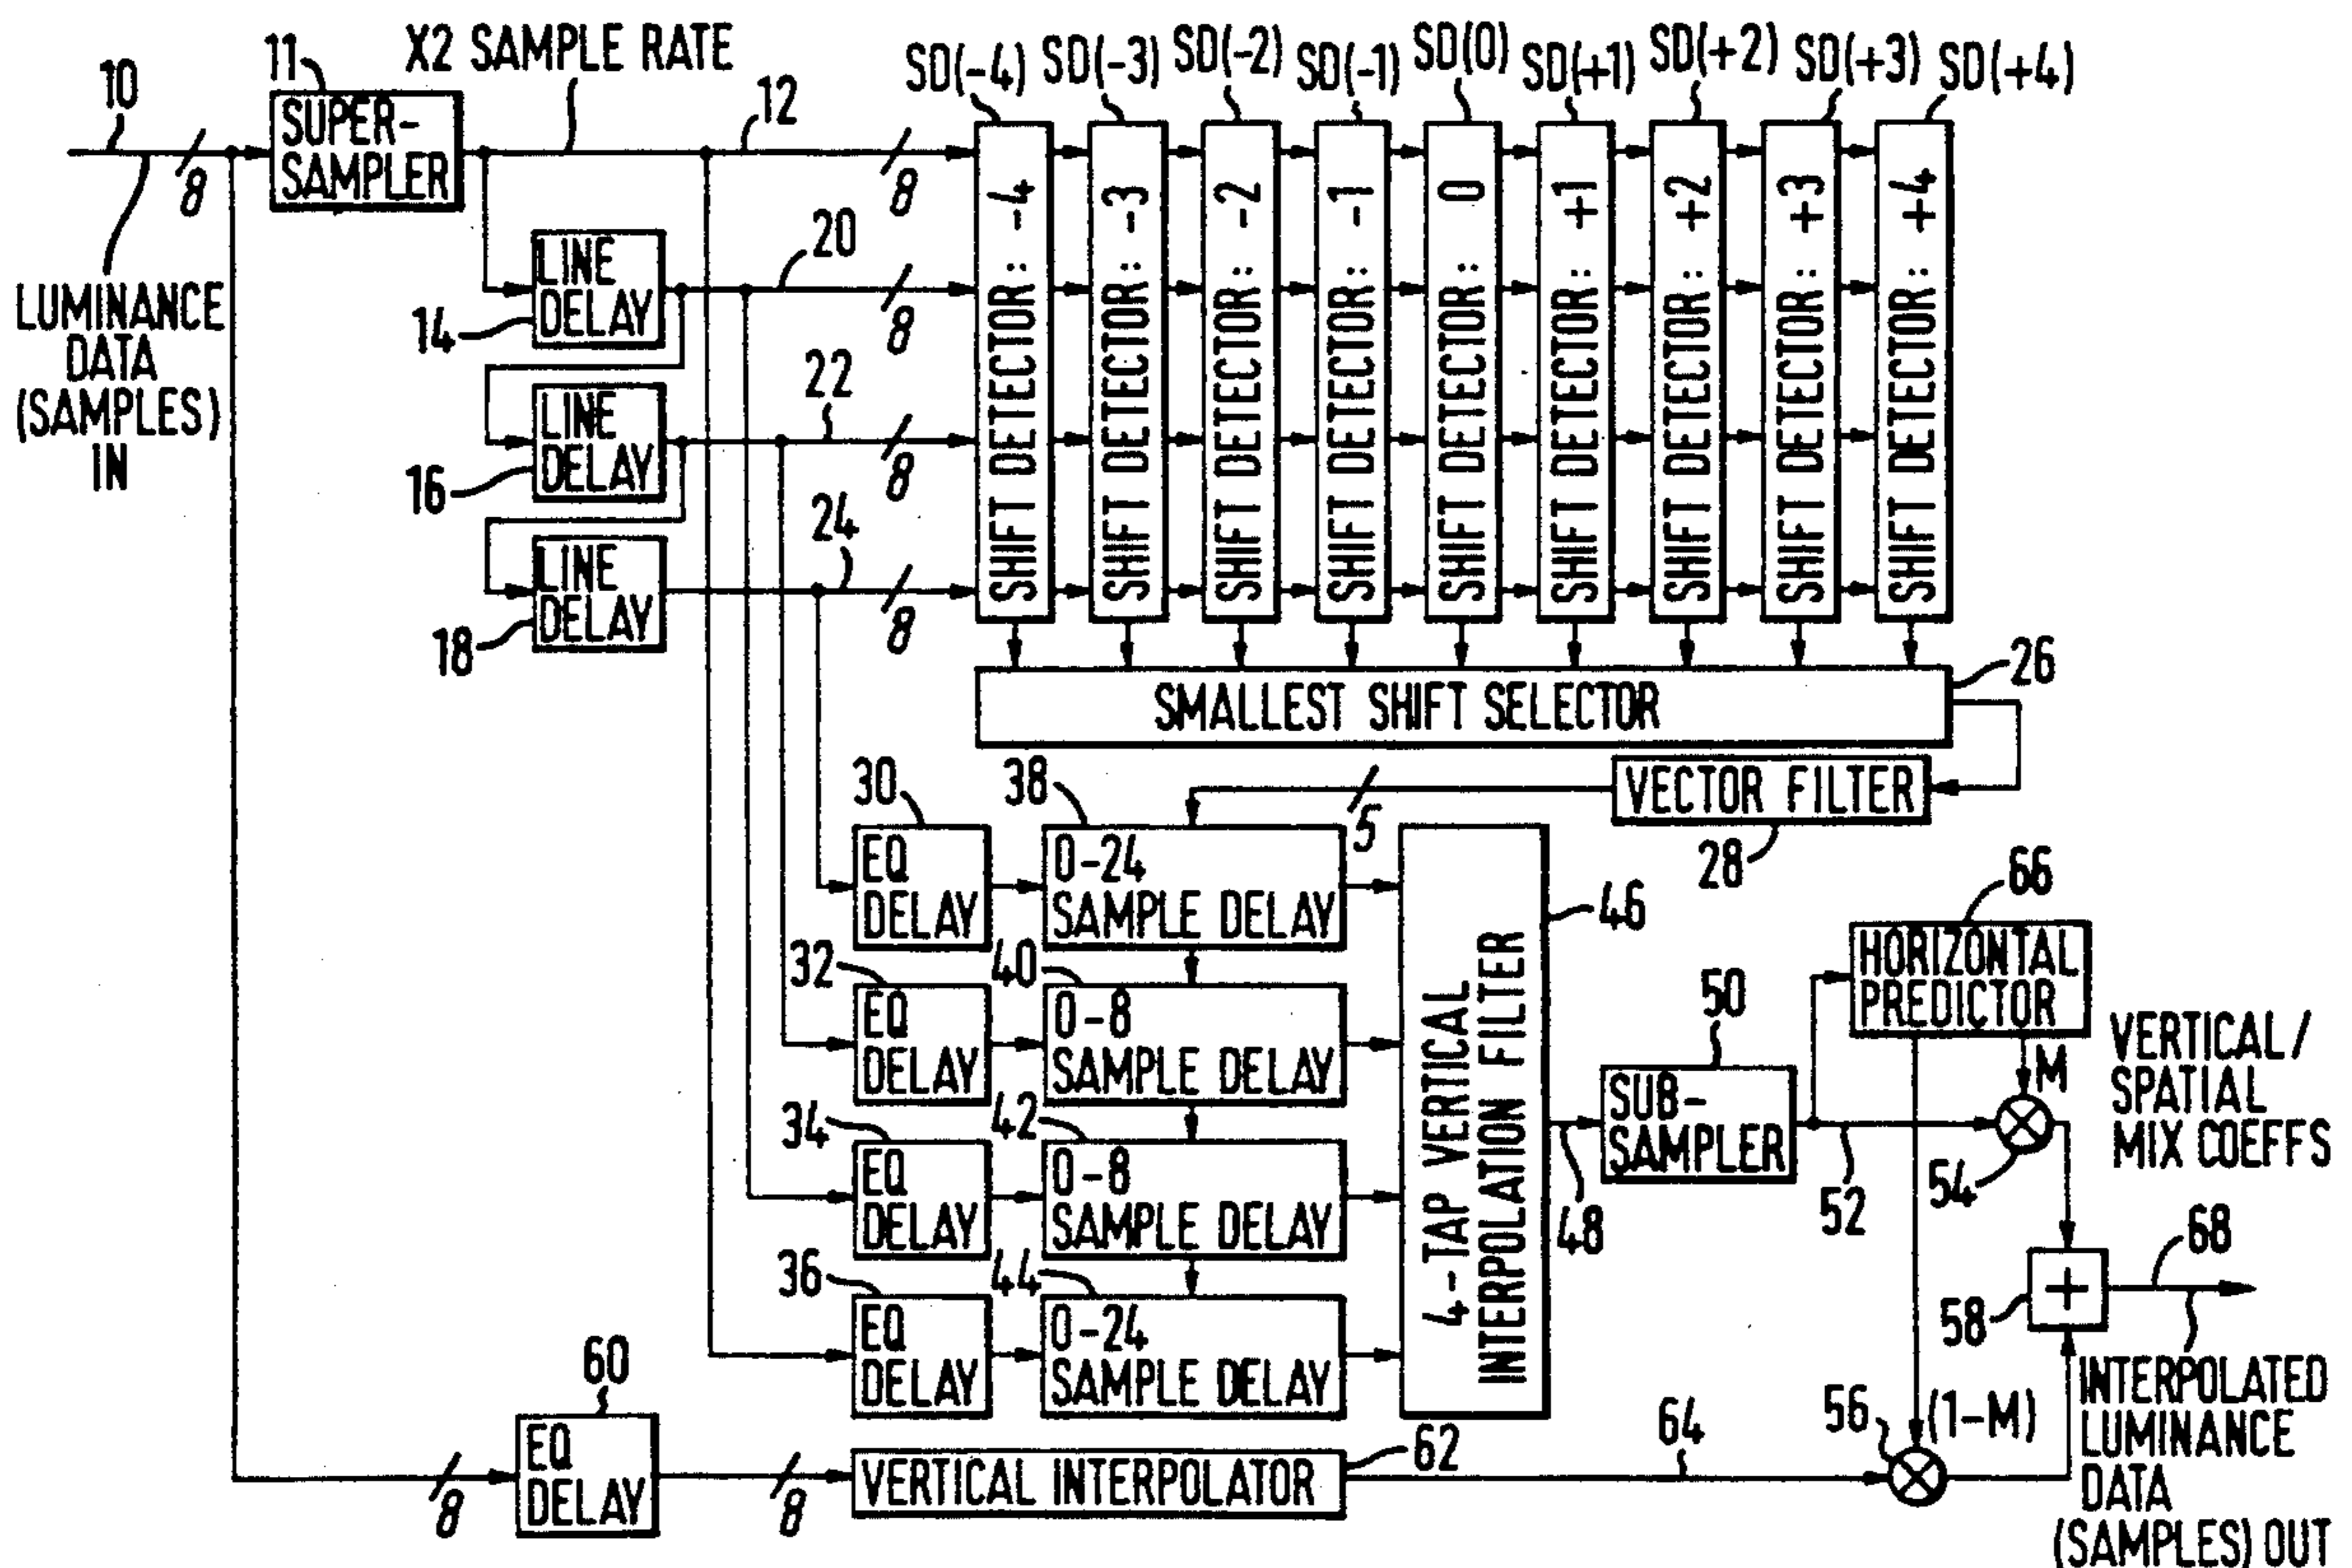 X2 SAMPLE RATE
10
11
12
SUPER-
SAMPLER
8
8
SD(-4)
SD(-3)
SD(-2)
SD(-1)
SD(0)
SD(+1)
SD(+2)
SD(+3)
SD(+4)
SHIFT DETECTOR: -4
SHIFT DETECTOR: -3
SHIFT DETECTOR: -2
SHIFT DETECTOR: -1
SHIFT DETECTOR: 0
SHIFT DETECTOR: +1
SHIFT DETECTOR: +2
SHIFT DETECTOR: +3
SHIFT DETECTOR: +4
LUMINANCE
DATA
(SAMPLES)
IN
LINE
DELAY
14
20
8
LINE
DELAY
16
22
8
LINE
DELAY
18
24
8
SMALLEST SHIFT SELECTOR
26
VECTOR FILTER
28
5
30
EQ
DELAY
38
0-24
SAMPLE DELAY
32
EQ
DELAY
40
0-8
SAMPLE DELAY
34
EQ
DELAY
42
0-8
SAMPLE DELAY
36
EQ
DELAY
44
0-24
SAMPLE DELAY
4-TAP VERTICAL
INTERPOLATION FILTER
46
48
50
SUB-
SAMPLER
52
66
HORIZONTAL
PREDICTOR
M
VERTICAL/
SPATIAL
MIX COEFFS
54
58
+
68
INTERPOLATED
LUMINANCE
DATA
(SAMPLES) OUT
60
8
EQ
DELAY
8
VERTICAL INTERPOLATOR
62
64
56
(1-M)